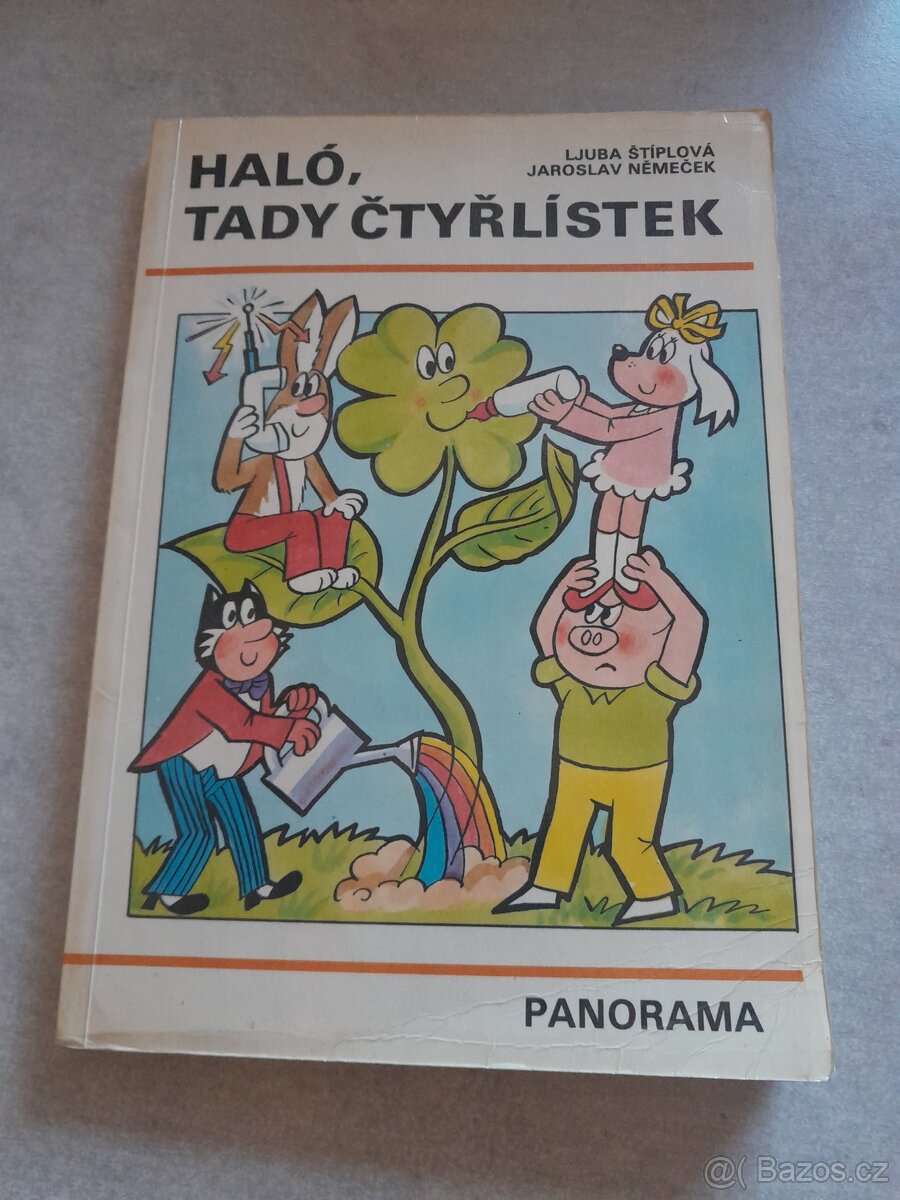 LJUBA ŠTÍPLOVÁ
JAROSLAV NĚMEČEK
HALÓ,
TADY ČTYŘLÍSTEK
PANORAMA
@( Bazos.cz